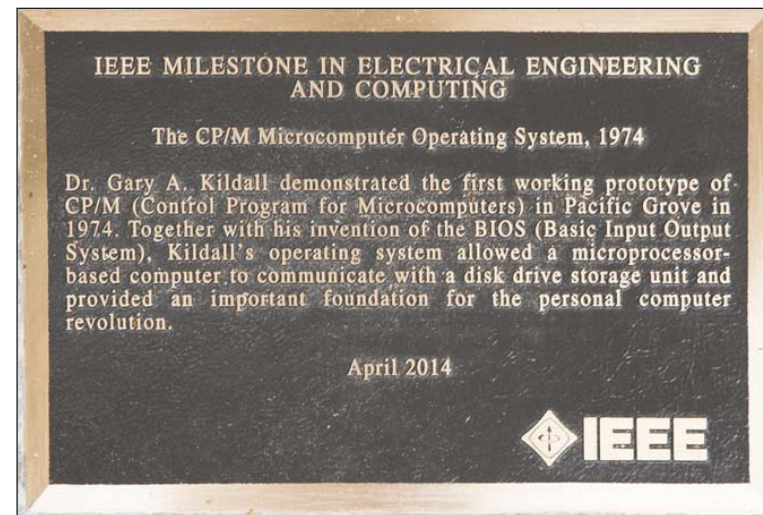 IEEE MILESTONE IN ELECTRICAL ENGINEERING
AND COMPUTING
The CP/M Microcomputer Operating System, 1974
Dr. Gary A. Kildall demonstrated the first working prototype of
CP/M (Control Program for Microcomputers) in Pacific Grove in
1974. Together with his invention of the BIOS (Basic Input Output
System), Kildall's operating system allowed a microprocessor-
based computer to communicate with a disk drive storage unit and
provided an important foundation for the personal computer
revolution.
April 2014
IEEE